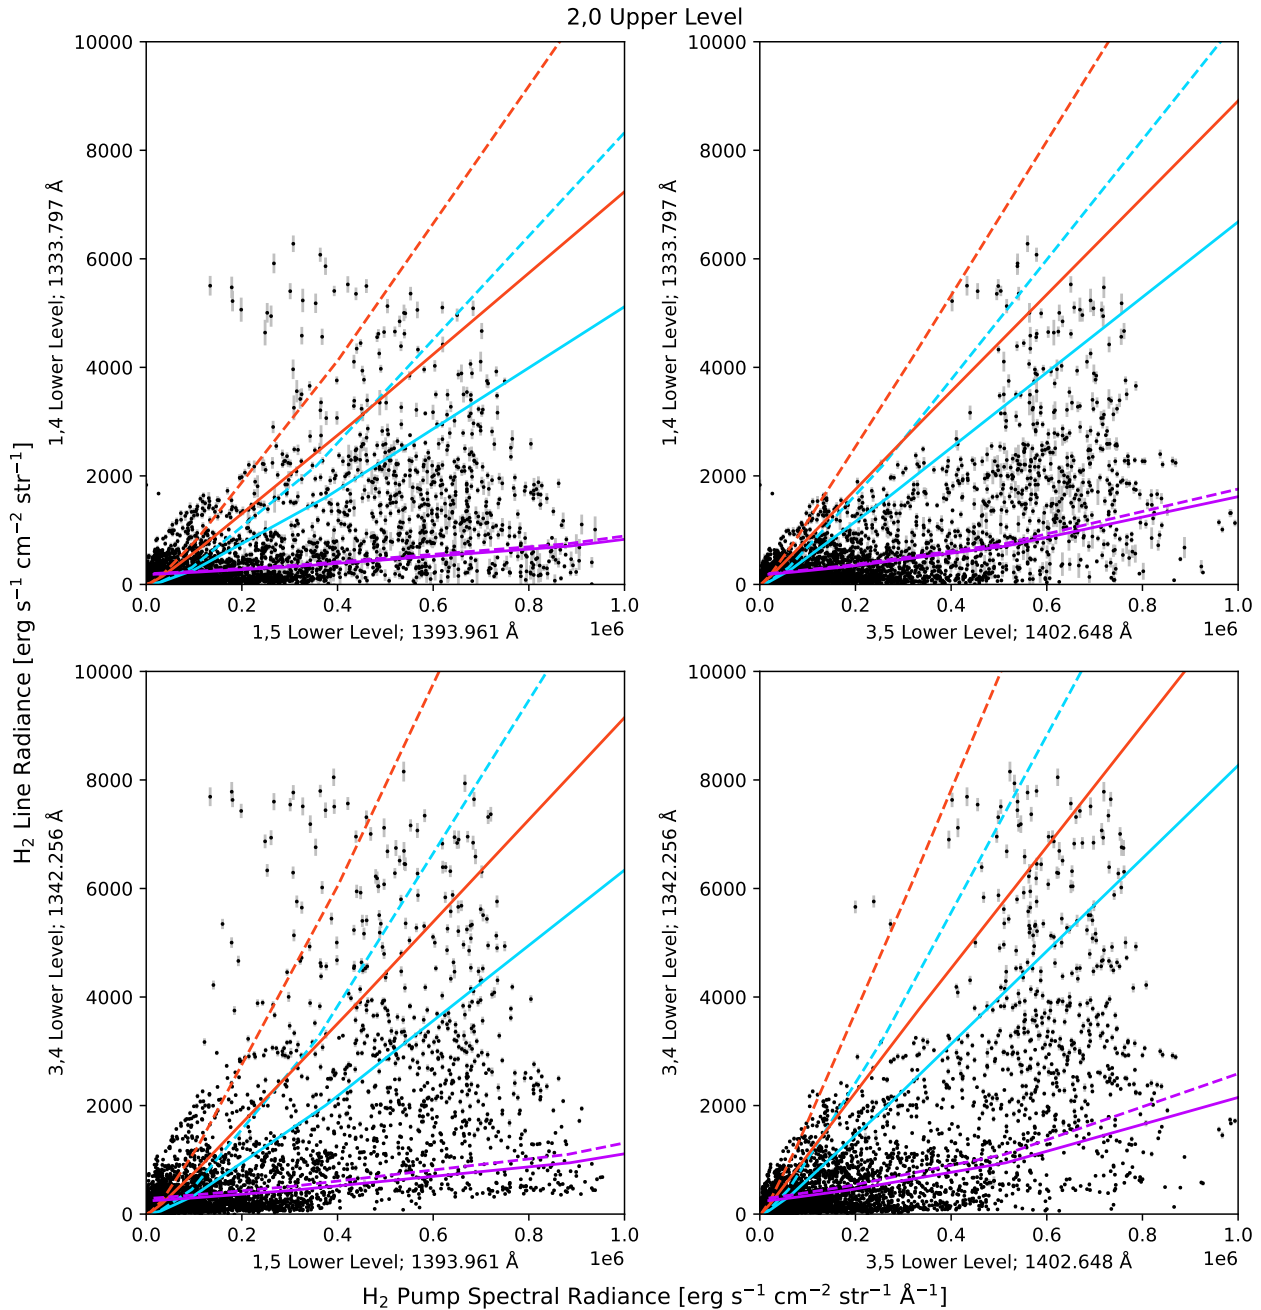 2,0 Upper Level
10000
8000
6000
4000
2000
0
1,4 Lower Level; 1333.797 Å
0.0 0.2 0.4 0.6 0.8 1.0
1e6
1,5 Lower Level; 1393.961 Å
10000
8000
6000
4000
2000
0
1,4 Lower Level; 1333.797 Å
0.0 0.2 0.4 0.6 0.8 1.0
1e6
3,5 Lower Level; 1402.648 Å
H₂ Line Radiance [erg s⁻¹ cm⁻² str⁻¹]
10000
8000
6000
4000
2000
0
3,4 Lower Level; 1342.256 Å
0.0 0.2 0.4 0.6 0.8 1.0
1e6
1,5 Lower Level; 1393.961 Å
10000
8000
6000
4000
2000
0
3,4 Lower Level; 1342.256 Å
0.0 0.2 0.4 0.6 0.8 1.0
1e6
3,5 Lower Level; 1402.648 Å
H₂ Pump Spectral Radiance [erg s⁻¹ cm⁻² str⁻¹ Å⁻¹]